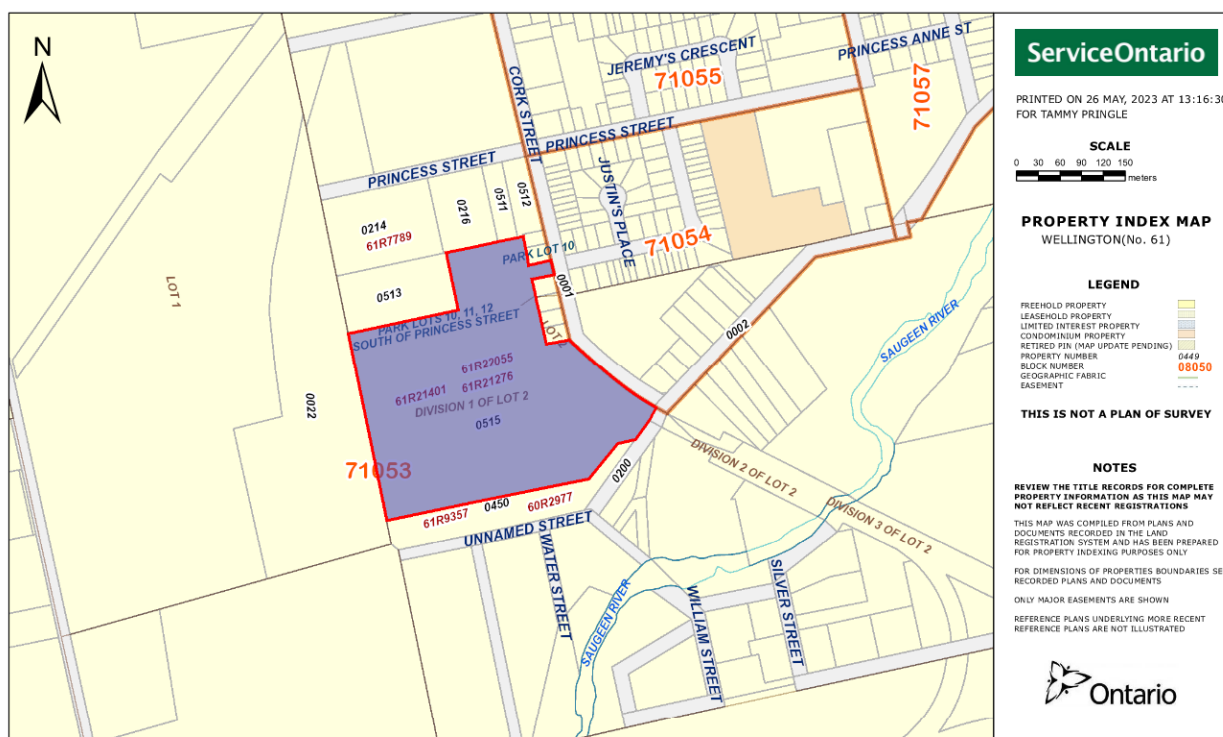 N
JEREMY'S CRESCENT
PRINCESS ANNE ST
71055
71057
CORK STREET
PRINCESS STREET
PRINCESS STREET
JUSTIN'S PLACE
0214
61R7789
0216
0511
0512
71054
PARK LOT 10
LOT 1
0513
0001
PARK LOTS 10, 11, 12
SOUTH OF PRINCESS STREET
LOT 2
0002
SAUGEEN RIVER
61R22055
61R21401
61R21276
DIVISION 1 OF LOT 2
0515
0022
71053
0200
DIVISION 2 OF LOT 2
DIVISION 3 OF LOT 2
61R9357
0450
60R2977
UNNAMED STREET
WATER STREET
SAUGEEN RIVER
WILLIAM STREET
SILVER STREET
ServiceOntario
PRINTED ON 26 MAY, 2023 AT 13:16:30
FOR TAMMY PRINGLE
SCALE
0 30 60 90 120 150
meters
PROPERTY INDEX MAP
WELLINGTON(No. 61)
LEGEND
FREEHOLD PROPERTY
LEASEHOLD PROPERTY
LIMITED INTEREST PROPERTY
CONDOMINIUM PROPERTY
RETIRED PIN (MAP UPDATE PENDING)
PROPERTY NUMBER 0449
BLOCK NUMBER 08050
GEOGRAPHIC FABRIC
EASEMENT
THIS IS NOT A PLAN OF SURVEY
NOTES
REVIEW THE TITLE RECORDS FOR COMPLETE
PROPERTY INFORMATION AS THIS MAP MAY
NOT REFLECT RECENT REGISTRATIONS
THIS MAP WAS COMPILED FROM PLANS AND
DOCUMENTS RECORDED IN THE LAND
REGISTRATION SYSTEM AND HAS BEEN PREPARED
FOR PROPERTY INDEXING PURPOSES ONLY
FOR DIMENSIONS OF PROPERTIES BOUNDARIES SE
RECORDED PLANS AND DOCUMENTS
ONLY MAJOR EASEMENTS ARE SHOWN
REFERENCE PLANS UNDERLYING MORE RECENT
REFERENCE PLANS ARE NOT ILLUSTRATED
Ontario